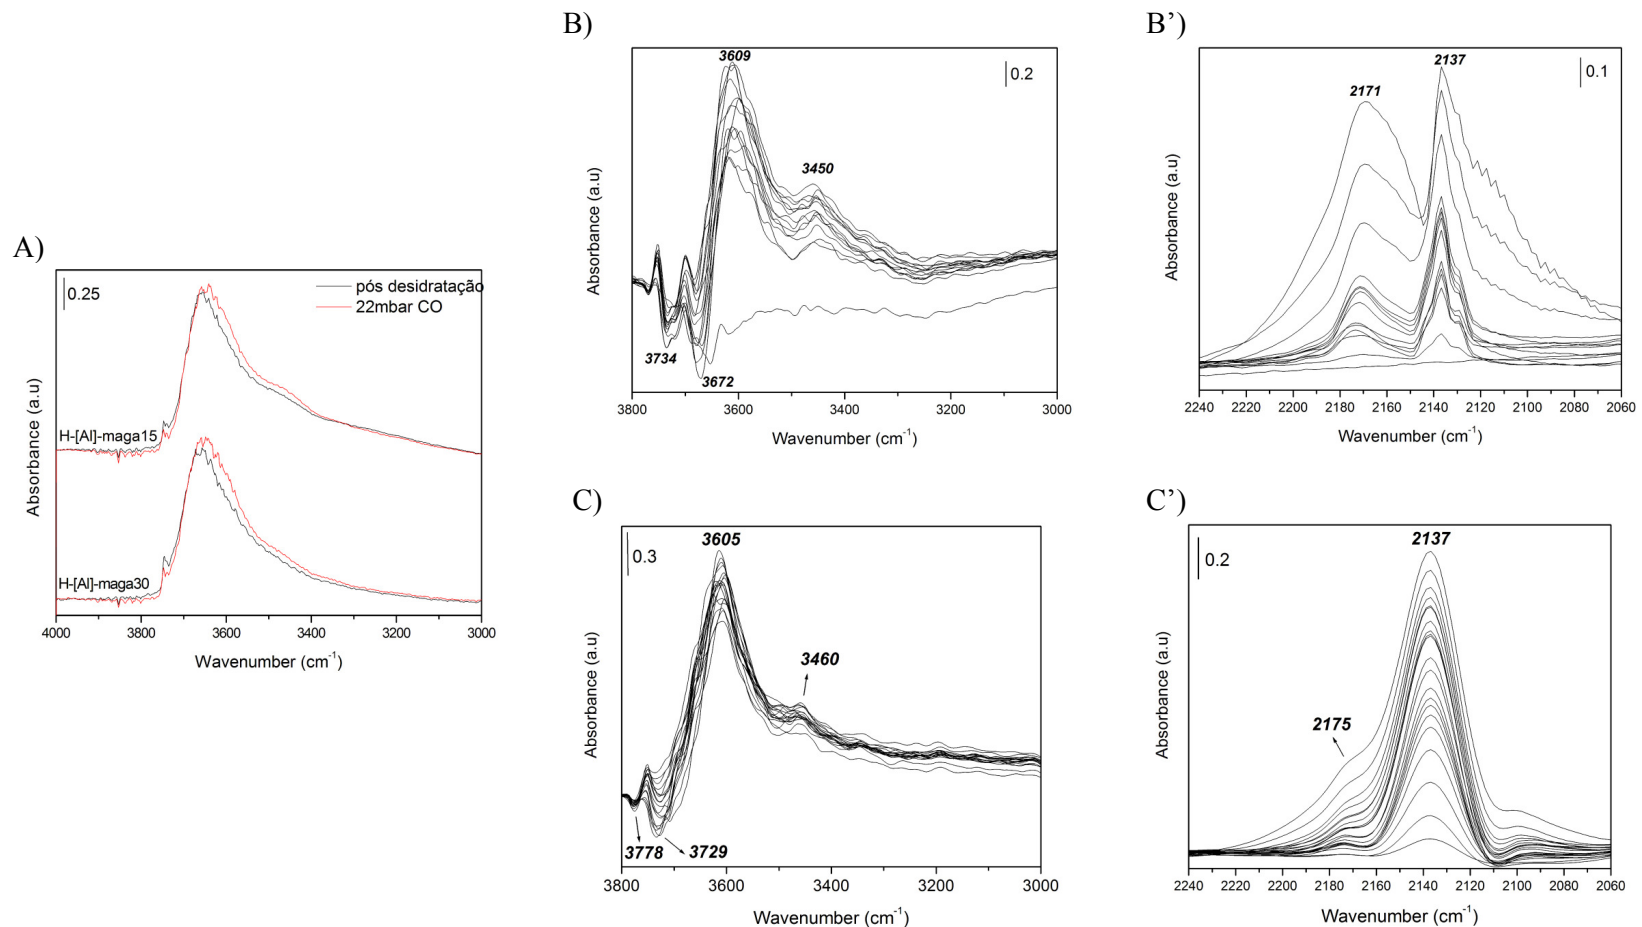 A)
0.25
pós desidratação
22mbar CO
H-[Al]-maga15
H-[Al]-maga30
Absorbance (a.u)
4000 3800 3600 3400 3200 3000
Wavenumber (cm-1)
B)
3609
0.2
3450
3734
3672
Absorbance (a.u)
3800 3600 3400 3200 3000
Wavenumber (cm-1)
B’)
2171
2137
0.1
Absorbance (a.u)
2240 2220 2200 2180 2160 2140 2120 2100 2080 2060
Wavenumber (cm-1)
C)
3605
0.3
3460
3778
3729
Absorbance (a.u)
3800 3600 3400 3200 3000
Wavenumber (cm-1)
C’)
2137
0.2
2175
Absorbance (a.u)
2240 2220 2200 2180 2160 2140 2120 2100 2080 2060
Wavenumber (cm-1)